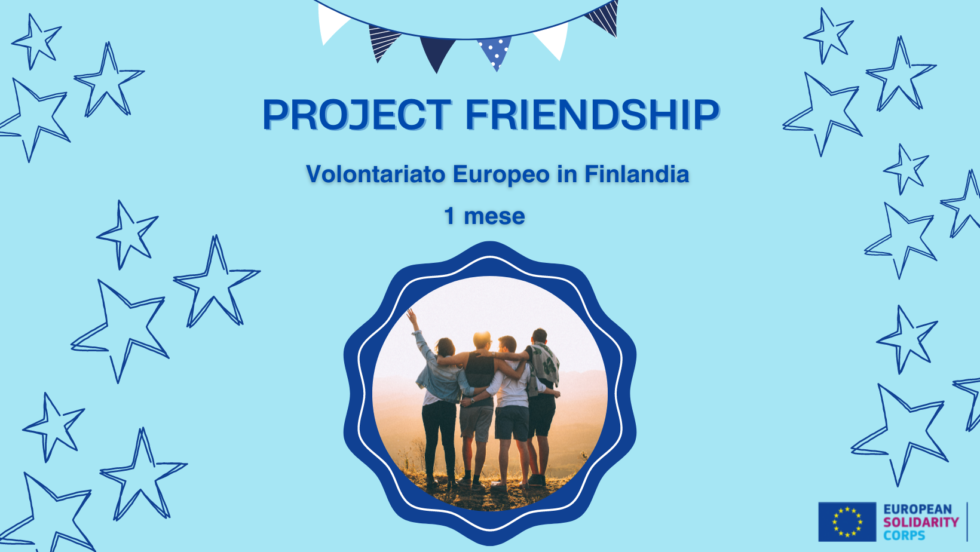 PROJECT FRIENDSHIP
Volontariato Europeo in Finlandia
1 mese
EUROPEAN
SOLIDARITY
CORPS